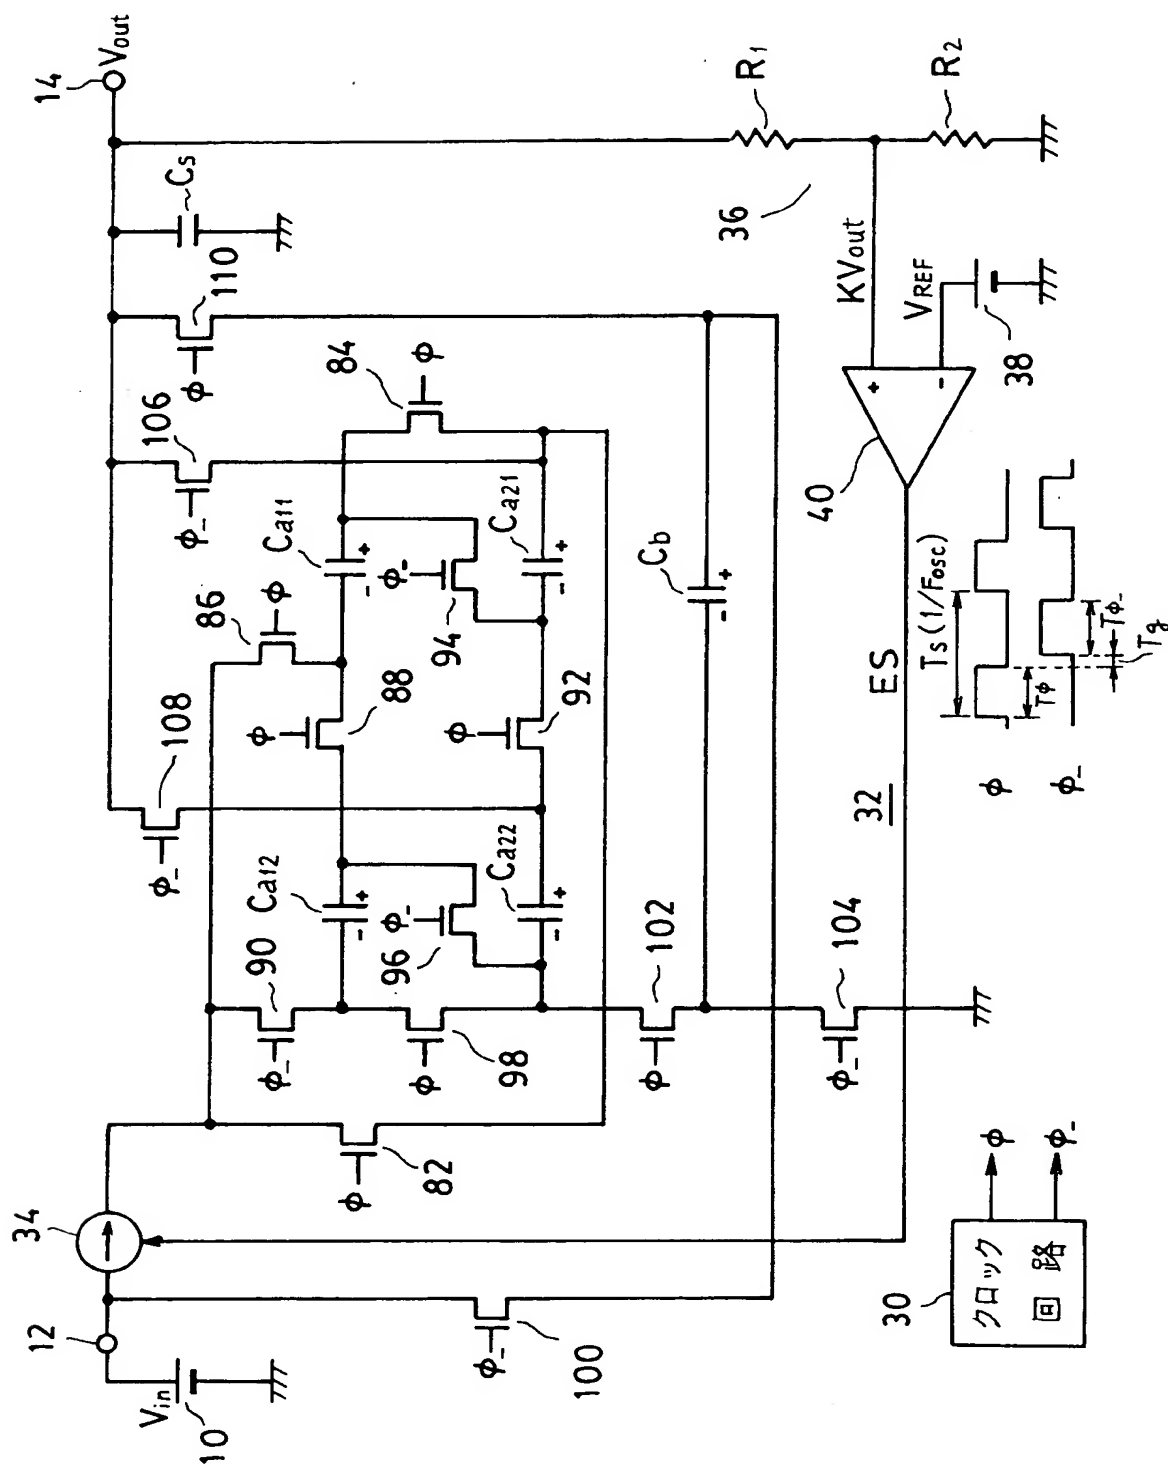 Vin
10
12
34
14
Vout
Cs
110
ϕ
106
ϕ-
108
ϕ-
86
ϕ
Ca11
+
-
84
ϕ
88
ϕ
94
ϕ-
Ca21
+
-
92
ϕ
Ca12
+
-
90
ϕ-
96
ϕ-
Ca22
+
-
98
ϕ
82
ϕ
100
ϕ-
102
ϕ
104
ϕ-
Cb
+
-
R1
R2
36
KVout
VREF
38
40
+
-
ES
32
30
クロック
回路
ϕ
ϕ-
Ts(1/Fosc)
ϕ
Tϕ
Tϕ-
Tg
ϕ-